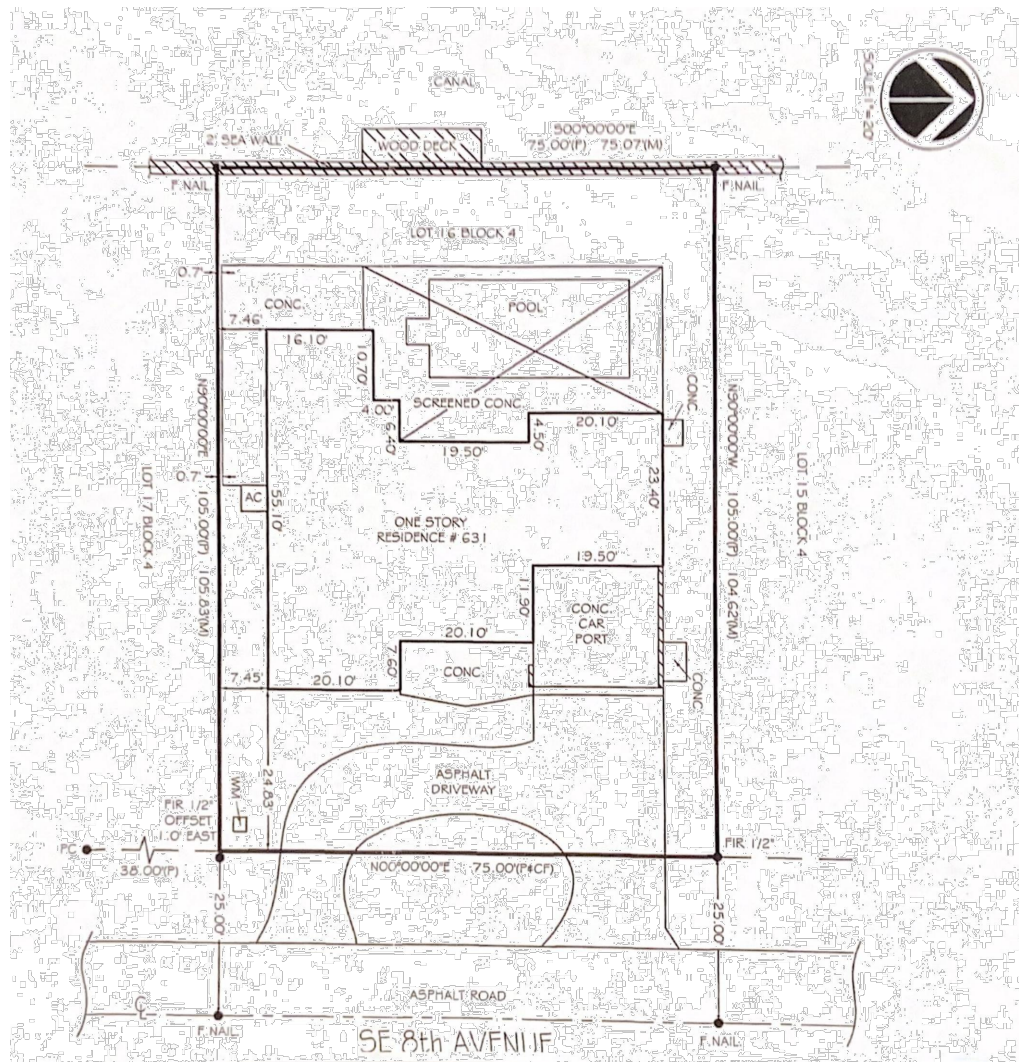 CANAL
SCALE 1"=20'
2' SEA WALL
WOOD DECK
S00°00'00"E
75.00'(P) 75.07'(M)
F.NAIL
F.NAIL
LOT 16 BLOCK 4
0.7'
CONC.
POOL
7.46'
16.10'
10.70'
4.00'
6.40'
SCREENED CONC.
19.50'
4.50'
20.10'
CONC.
23.40'
N90°00'00"E 105.00'(P) 105.83'(M)
LOT 17 BLOCK 4
N90°00'00"W 105.00'(P) 104.62'(M)
LOT 15 BLOCK 4
0.7'
AC
55.10'
ONE STORY
RESIDENCE # 631
19.50'
11.90'
CONC.
CAR
PORT
20.10'
7.60'
CONC.
7.45'
20.10'
CONC.
24.83'
WM
ASPHALT
DRIVEWAY
FIR 1/2"
OFFSET
1.0' EAST
FIR 1/2"
PC
38.00'(P)
N00°00'00"E 75.00'(P&CF)
25.00'
25.00'
ASPHALT ROAD
CL
F.NAIL
F.NAIL
SE 8th AVENUE